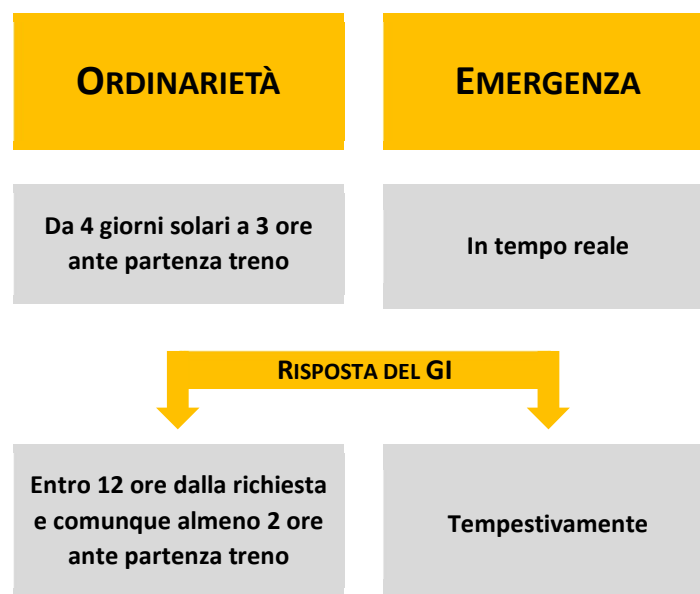 ORDINARIETÀ
EMERGENZA
Da 4 giorni solari a 3 ore
ante partenza treno
In tempo reale
RISPOSTA DEL GI
Entro 12 ore dalla richiesta
e comunque almeno 2 ore
ante partenza treno
Tempestivamente